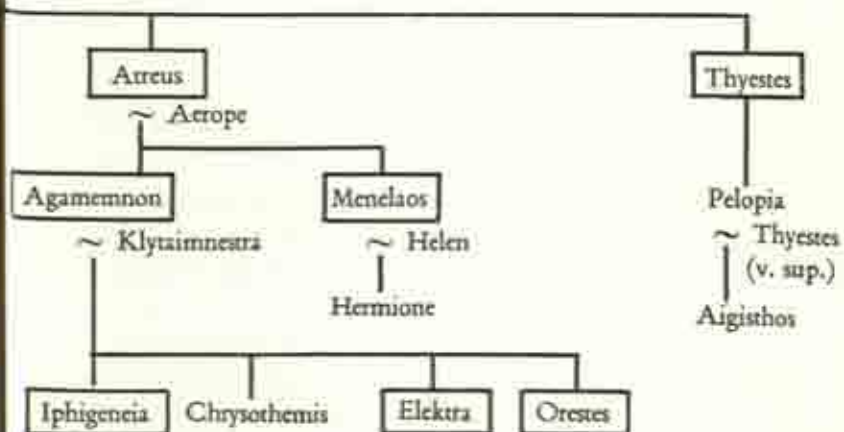 Atreus Thyestes
~ Aerope
Agamemnon Menelaos Pelopia
~ Klytaimnestra ~ Helen ~ Thyestes
(v. sup.)
Hermione Aigisthos
Iphigeneia Chrysothemis Elektra Orestes